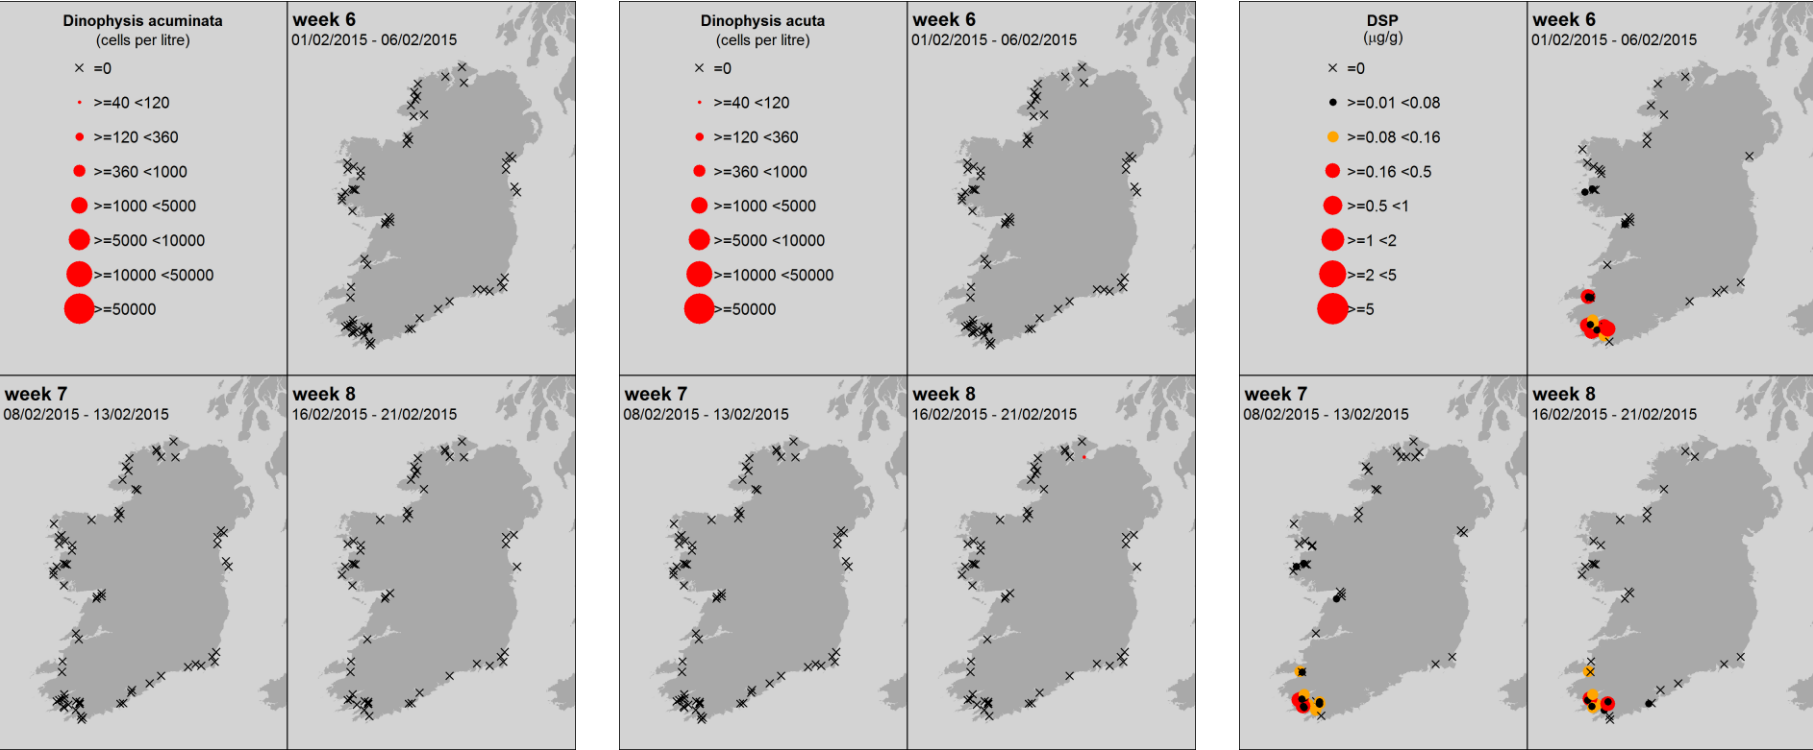 Dinophysis acuminata
(cells per litre)
=0
>=40 <120
>=120 <360
>=360 <1000
>=1000 <5000
>=5000 <10000
>=10000 <50000
>=50000
week 6
01/02/2015 - 06/02/2015
week 7
08/02/2015 - 13/02/2015
week 8
16/02/2015 - 21/02/2015
Dinophysis acuta
(cells per litre)
=0
>=40 <120
>=120 <360
>=360 <1000
>=1000 <5000
>=5000 <10000
>=10000 <50000
>=50000
week 6
01/02/2015 - 06/02/2015
week 7
08/02/2015 - 13/02/2015
week 8
16/02/2015 - 21/02/2015
DSP
(µg/g)
=0
>=0.01 <0.08
>=0.08 <0.16
>=0.16 <0.5
>=0.5 <1
>=1 <2
>=2 <5
>=5
week 6
01/02/2015 - 06/02/2015
week 7
08/02/2015 - 13/02/2015
week 8
16/02/2015 - 21/02/2015